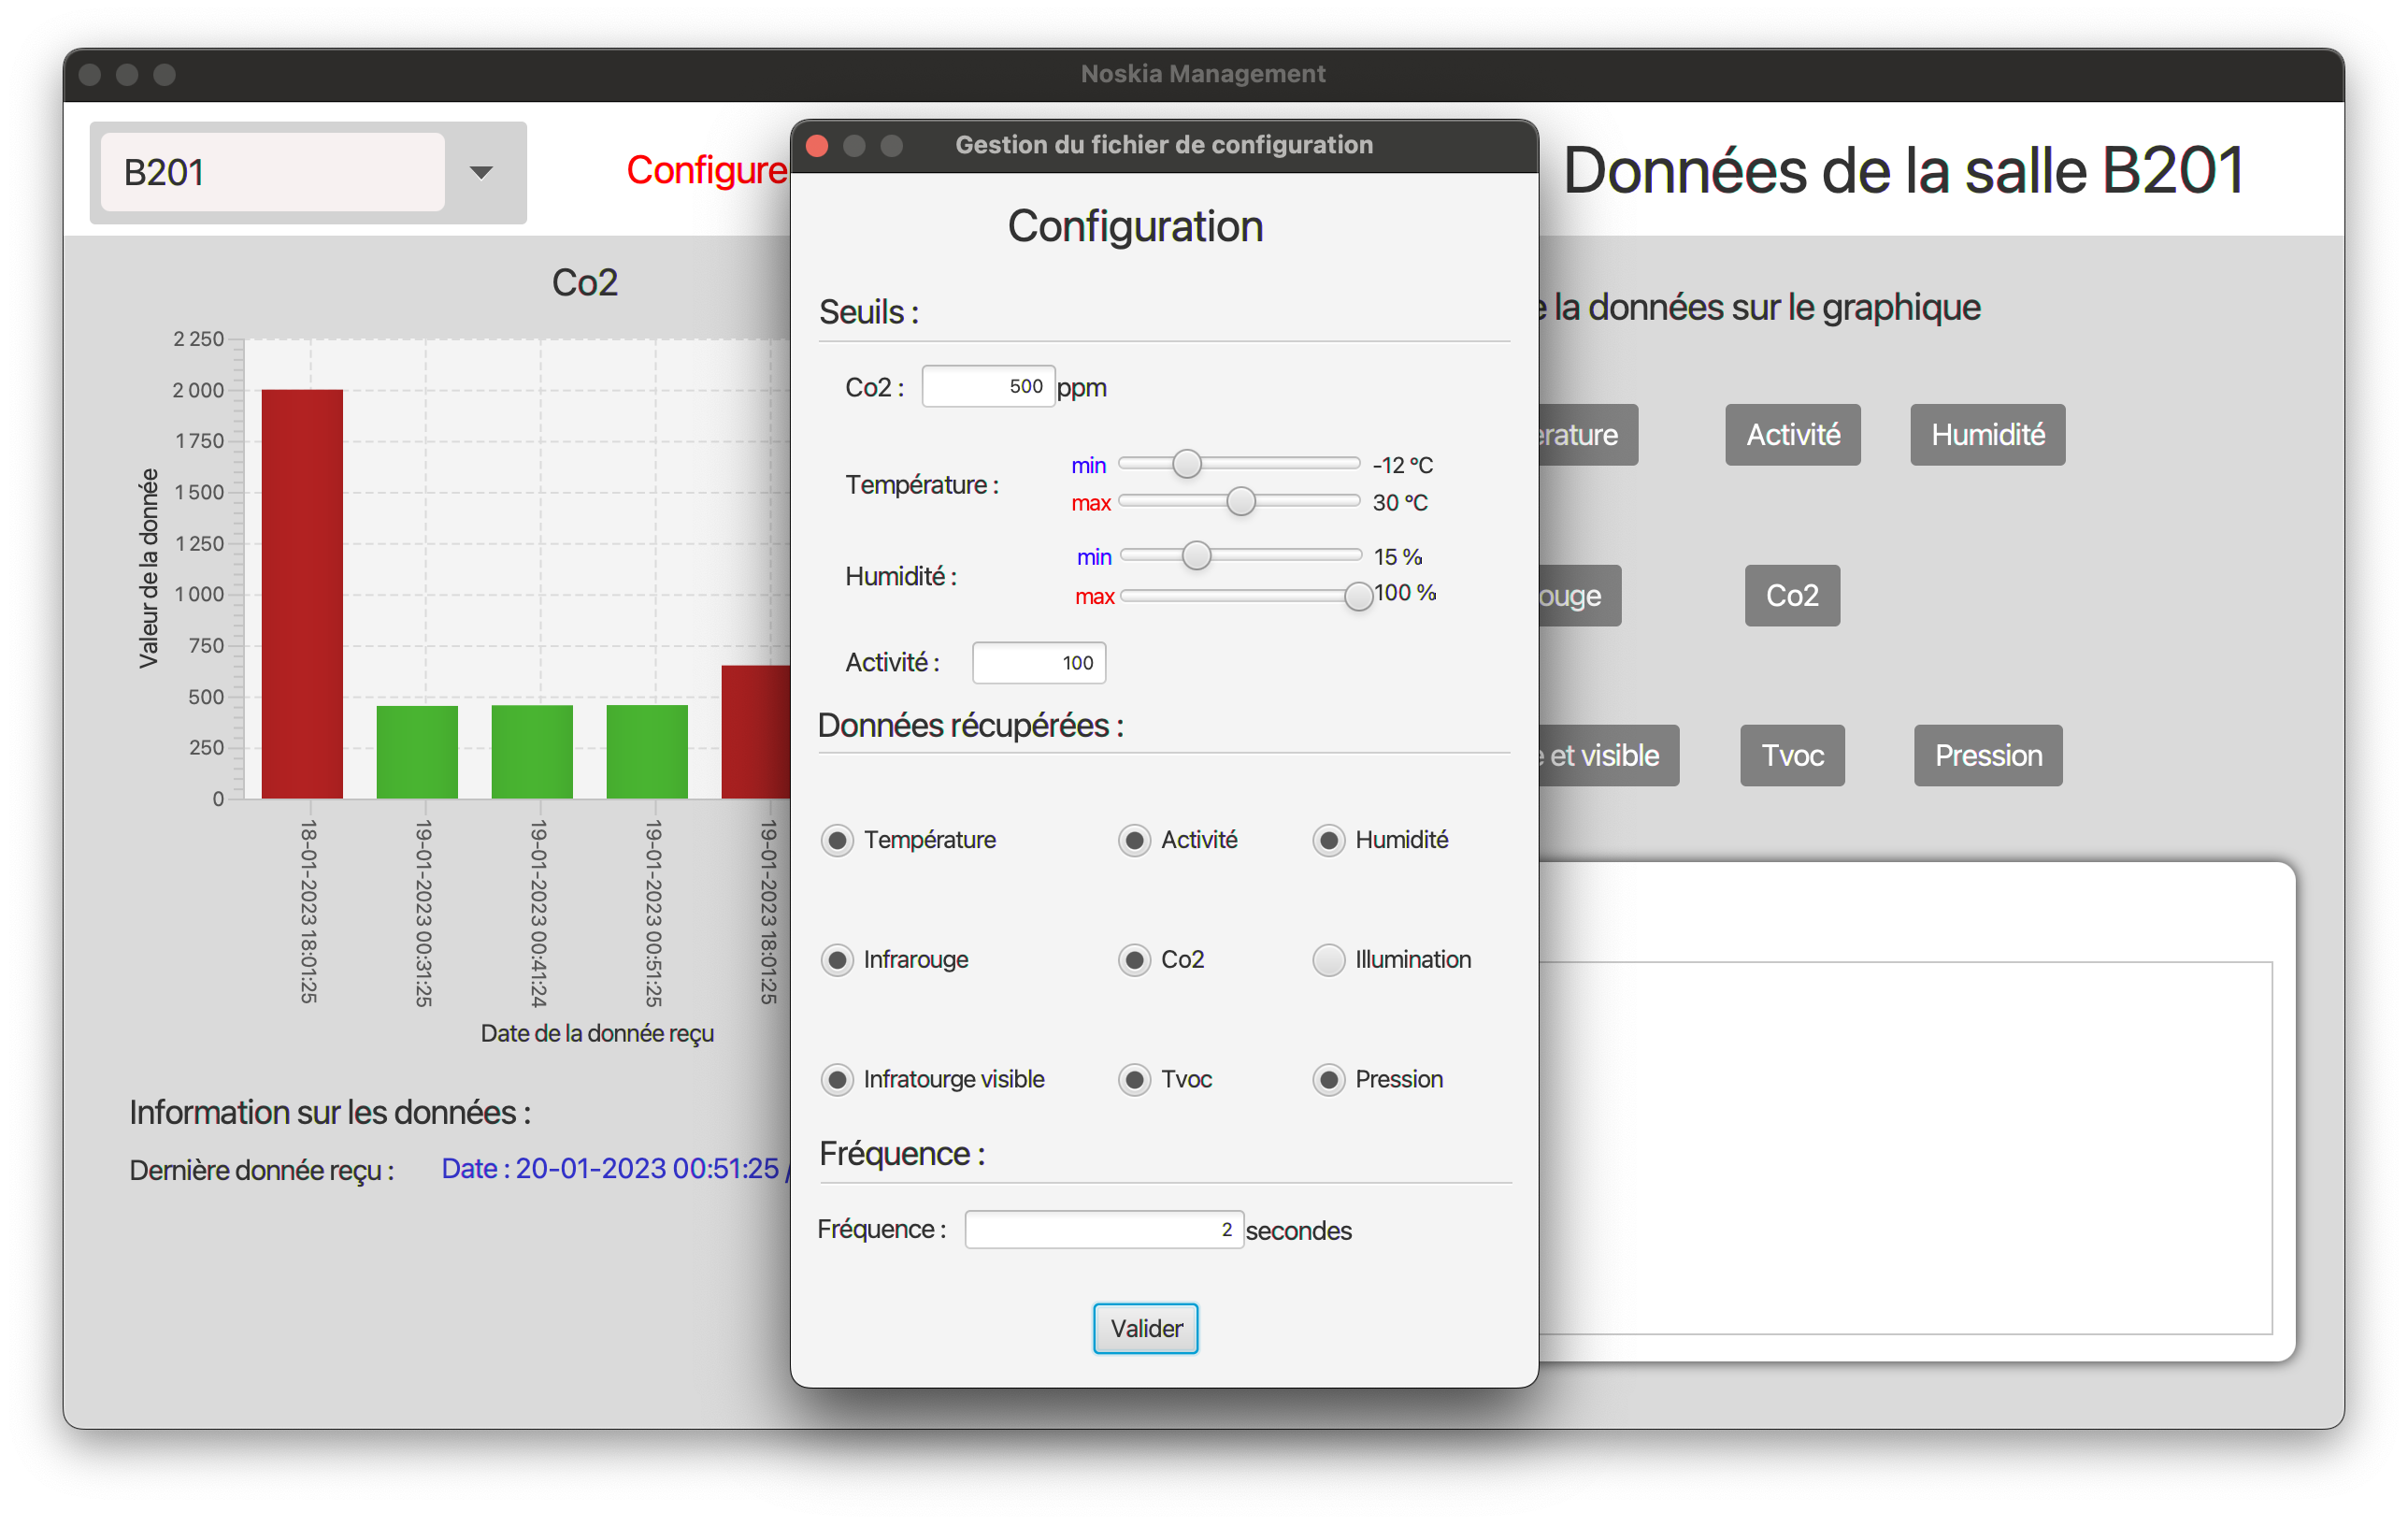 Noskia Management
B201
Configure
Données de la salle B201
Gestion du fichier de configuration
Configuration
Seuils :
Co2 : 500 ppm
Température :
min -12 °C
max 30 °C
Humidité :
min 15 %
max 100 %
Activité : 100
Données récupérées :
Température Activité Humidité
Infrarouge Co2 Illumination
Infratourge visible Tvoc Pression
Fréquence :
Fréquence : 2 secondes
Valider
Co2
Valeur de la donnée
2 250
2 000
1 750
1 500
1 250
1 000
750
500
250
0
18-01-2023 18:01:25
19-01-2023 00:31:25
19-01-2023 00:41:24
19-01-2023 00:51:25
19-01-2023 18:01:25
Date de la donnée reçu
Information sur les données :
Dernière donnée reçu : Date : 20-01-2023 00:51:25 /
la données sur le graphique
erature Activité Humidité
ouge Co2
et visible Tvoc Pression